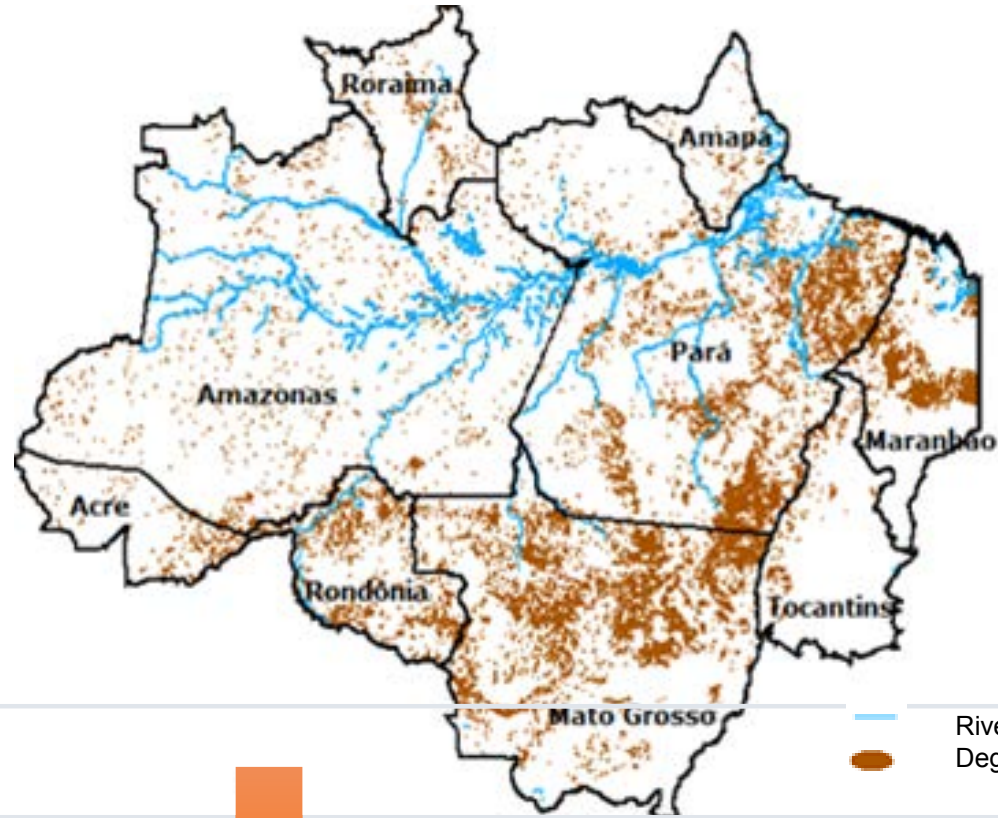 Roraima
Amapá
Pará
Amazonas
Maranhão
Acre
Rondônia
Tocantins
Mato Grosso
Rive
Deg